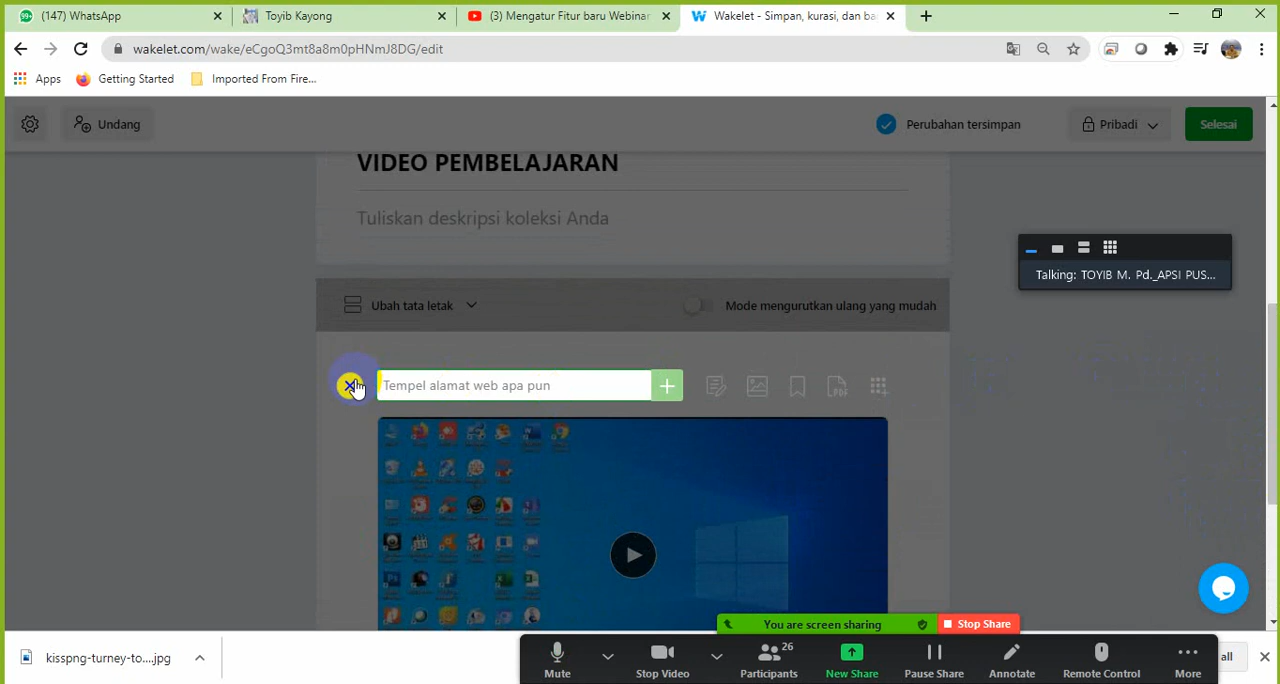 (147) WhatsApp
Toyib Kayong
(3) Mengatur Fitur baru Webinar
Wakelet - Simpan, kurasi, dan ba
wakelet.com/wake/eCgoQ3mt8a8m0pHNmJ8DG/edit
Apps
Getting Started
Imported From Fire...
Undang
Perubahan tersimpan
Pribadi
Selesai
VIDEO PEMBELAJARAN
Tuliskan deskripsi koleksi Anda
Talking: TOYIB M. Pd._APSI PUS...
Ubah tata letak
Mode mengurutkan ulang yang mudah
Tempel alamat web apa pun
PDF
You are screen sharing
Stop Share
kisspng-turney-to....jpg
26
Mute
Stop Video
Participants
New Share
Pause Share
Annotate
Remote Control
More
all